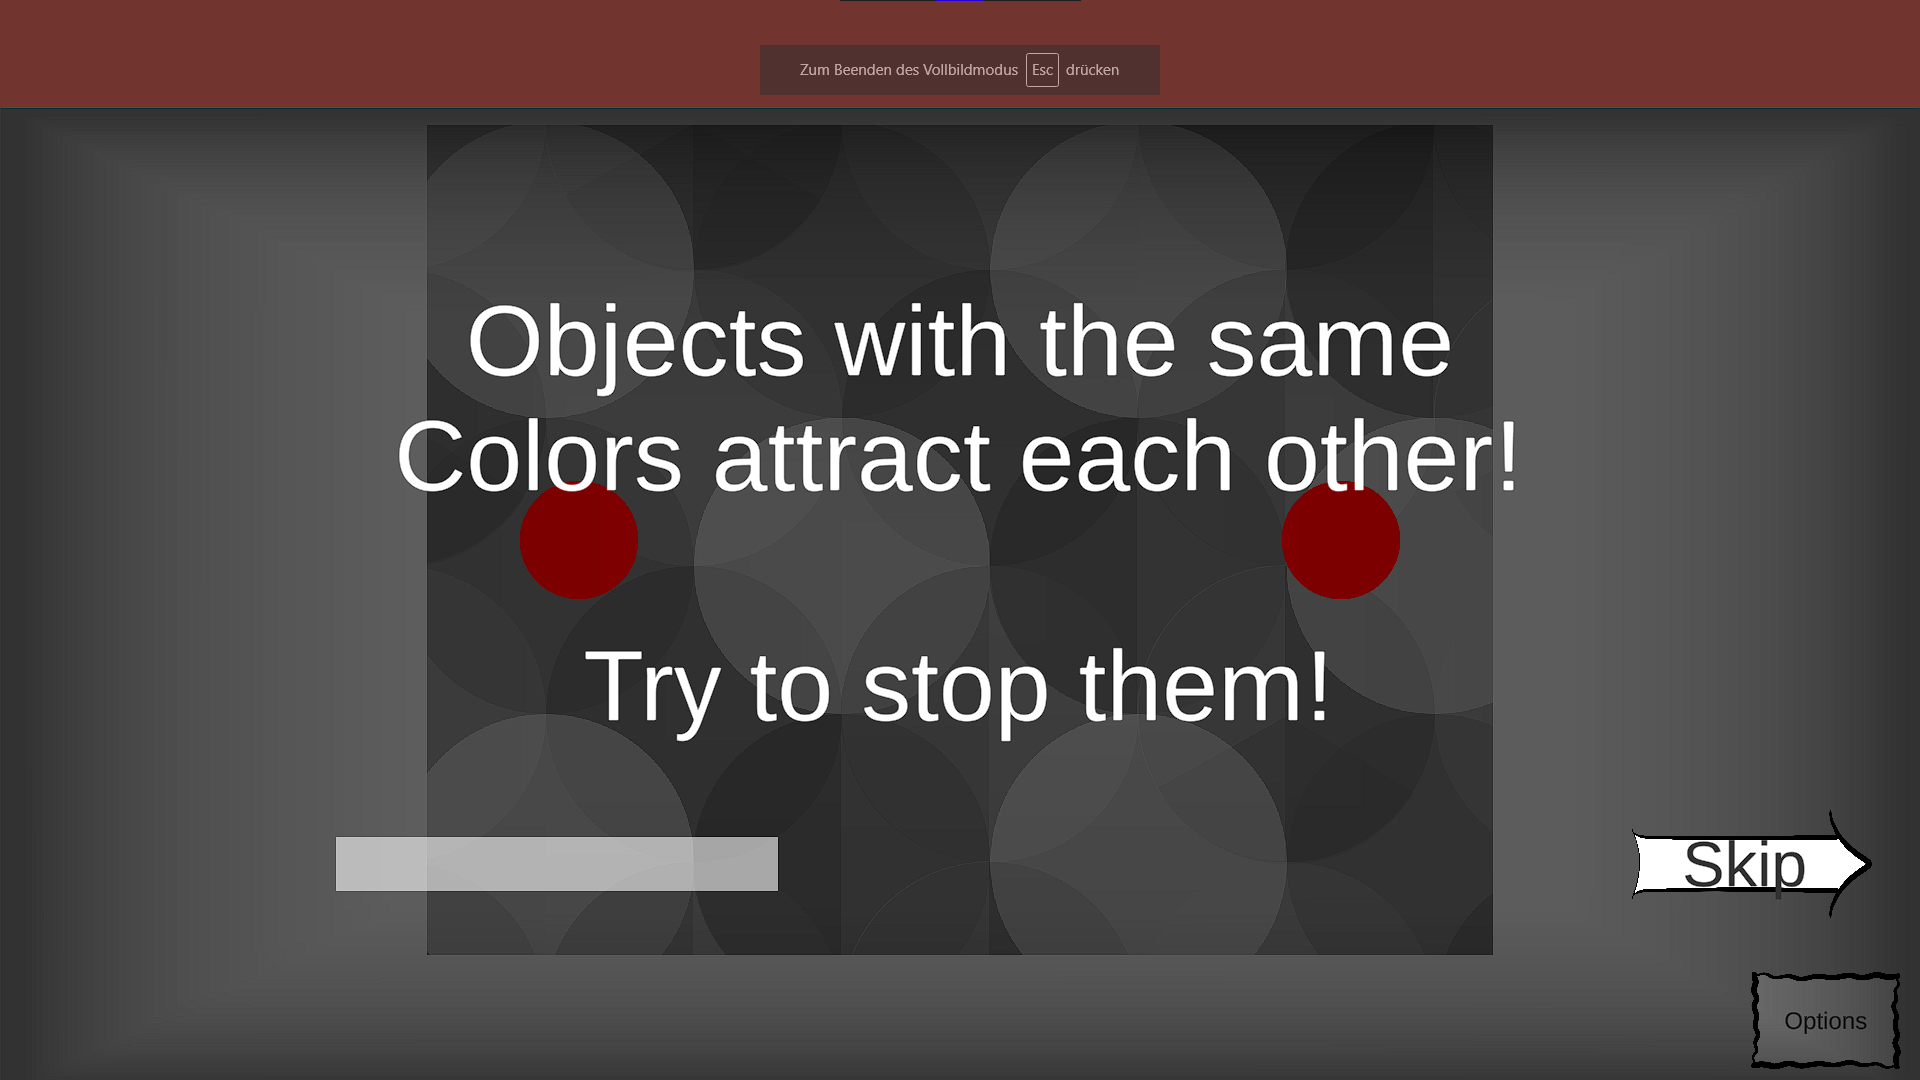 Zum Beenden des Vollbildmodus Esc drücken
Objects with the same
Colors attract each other!
Try to stop them!
Skip
Options